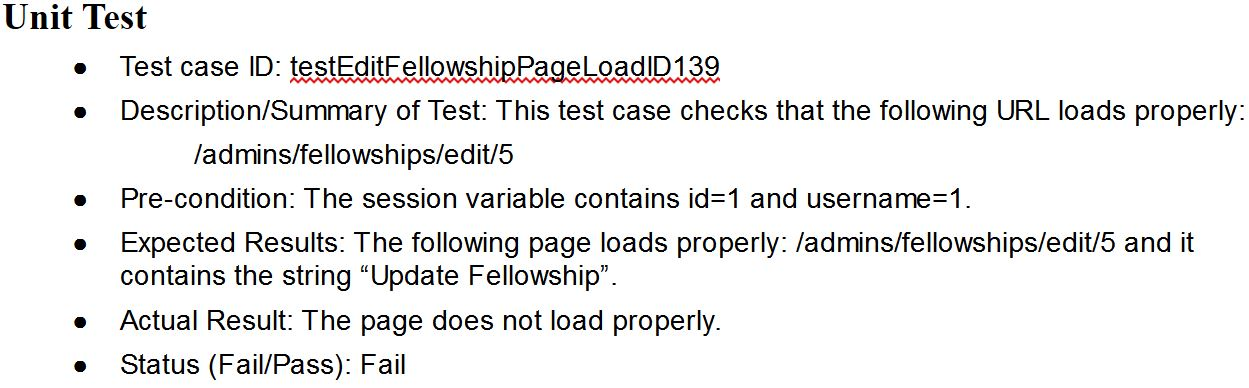 Unit Test
● Test case ID: testEditFellowshipPageLoadID139
● Description/Summary of Test: This test case checks that the following URL loads properly:
/admins/fellowships/edit/5
● Pre-condition: The session variable contains id=1 and username=1.
● Expected Results: The following page loads properly: /admins/fellowships/edit/5 and it
contains the string “Update Fellowship”.
● Actual Result: The page does not load properly.
● Status (Fail/Pass): Fail